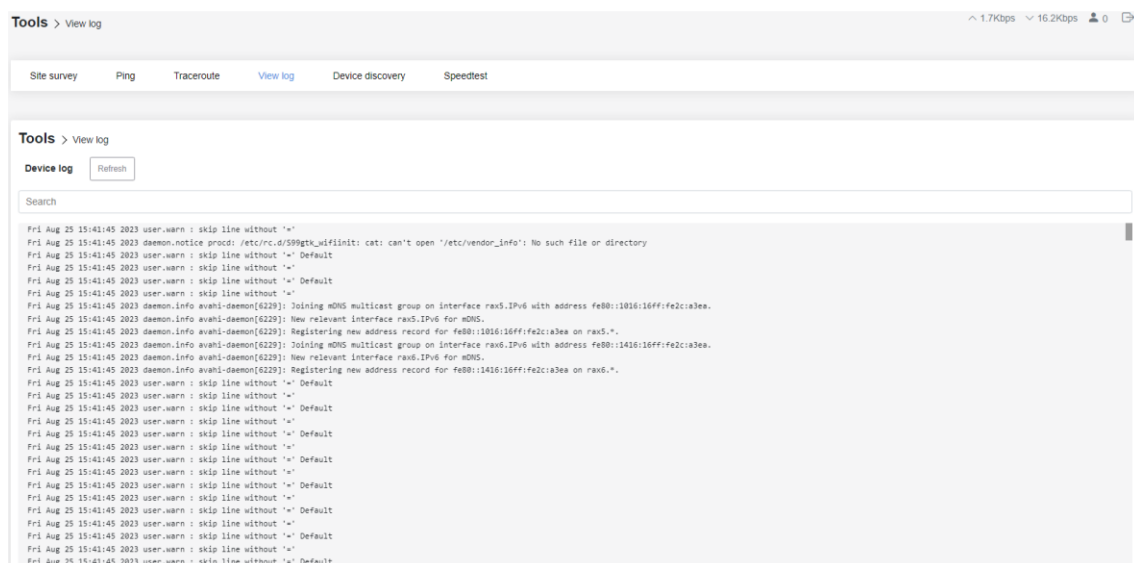 Tools > View log
1.7Kbps 16.2Kbps 0
Site survey Ping Traceroute View log Device discovery Speedtest
Tools > View log
Device log Refresh
Search
Fri Aug 25 15:41:45 2023 user.warn : skip line without '='
Fri Aug 25 15:41:45 2023 daemon.notice procd: /etc/rc.d/S99gtk_wifiinit: cat: can't open '/etc/vendor_info': No such file or directory
Fri Aug 25 15:41:45 2023 user.warn : skip line without '=' Default
Fri Aug 25 15:41:45 2023 user.warn : skip line without '='
Fri Aug 25 15:41:45 2023 user.warn : skip line without '=' Default
Fri Aug 25 15:41:45 2023 user.warn : skip line without '='
Fri Aug 25 15:41:45 2023 daemon.info avahi-daemon[6229]: Joining mDNS multicast group on interface rax5.IPv6 with address fe80::1016:16ff:fe2c:a3ea.
Fri Aug 25 15:41:45 2023 daemon.info avahi-daemon[6229]: New relevant interface rax5.IPv6 for mDNS.
Fri Aug 25 15:41:45 2023 daemon.info avahi-daemon[6229]: Registering new address record for fe80::1016:16ff:fe2c:a3ea on rax5.*.
Fri Aug 25 15:41:45 2023 daemon.info avahi-daemon[6229]: Joining mDNS multicast group on interface rax6.IPv6 with address fe80::1416:16ff:fe2c:a3ea.
Fri Aug 25 15:41:45 2023 daemon.info avahi-daemon[6229]: New relevant interface rax6.IPv6 for mDNS.
Fri Aug 25 15:41:45 2023 daemon.info avahi-daemon[6229]: Registering new address record for fe80::1416:16ff:fe2c:a3ea on rax6.*.
Fri Aug 25 15:41:45 2023 user.warn : skip line without '=' Default
Fri Aug 25 15:41:45 2023 user.warn : skip line without '='
Fri Aug 25 15:41:45 2023 user.warn : skip line without '=' Default
Fri Aug 25 15:41:45 2023 user.warn : skip line without '='
Fri Aug 25 15:41:45 2023 user.warn : skip line without '=' Default
Fri Aug 25 15:41:45 2023 user.warn : skip line without '='
Fri Aug 25 15:41:45 2023 user.warn : skip line without '=' Default
Fri Aug 25 15:41:45 2023 user.warn : skip line without '='
Fri Aug 25 15:41:45 2023 user.warn : skip line without '=' Default
Fri Aug 25 15:41:45 2023 user.warn : skip line without '='
Fri Aug 25 15:41:45 2023 user.warn : skip line without '=' Default
Fri Aug 25 15:41:45 2023 user.warn : skip line without '='
Fri Aug 25 15:41:45 2023 user.warn : skip line without '=' Default
Fri Aug 25 15:41:45 2023 user.warn : skip line without '='
Fri Aug 25 15:41:45 2023 user.warn : skip line without '=' Default